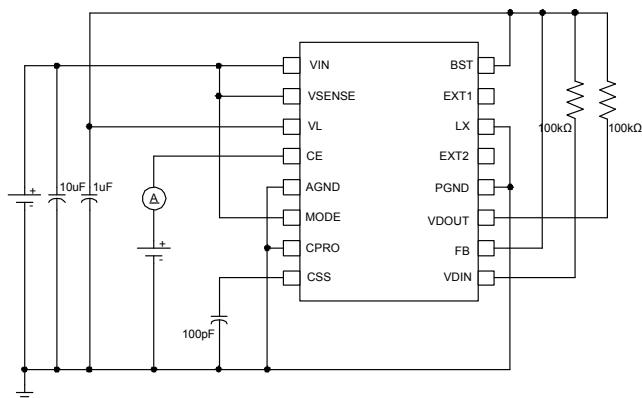 VIN
BST
VSENSE
EXT1
VL
LX
100kΩ
100kΩ
CE
EXT2
10uF
1uF
A
AGND
PGND
MODE
VDOUT
CPRO
FB
CSS
VDIN
100pF
+
-
+
-